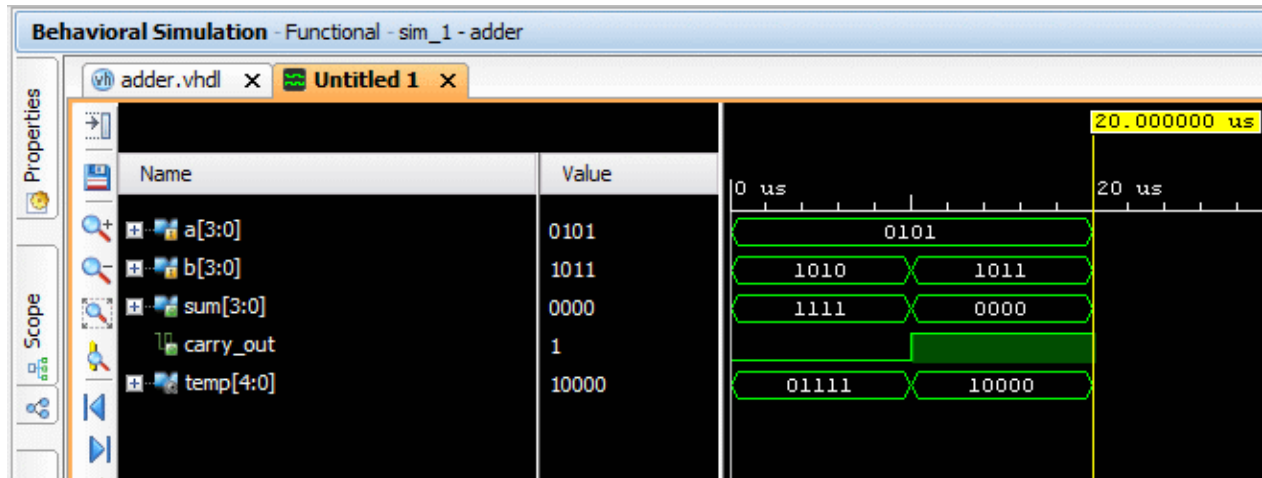 Behavioral Simulation - Functional - sim_1 - adder
Properties
Scope
vh adder.vhdl X Untitled 1 X
20.000000 us
Name Value
0 us 20 us
a[3:0] 0101 0101
b[3:0] 1011 1010 1011
sum[3:0] 0000 1111 0000
carry_out 1
temp[4:0] 10000 01111 10000